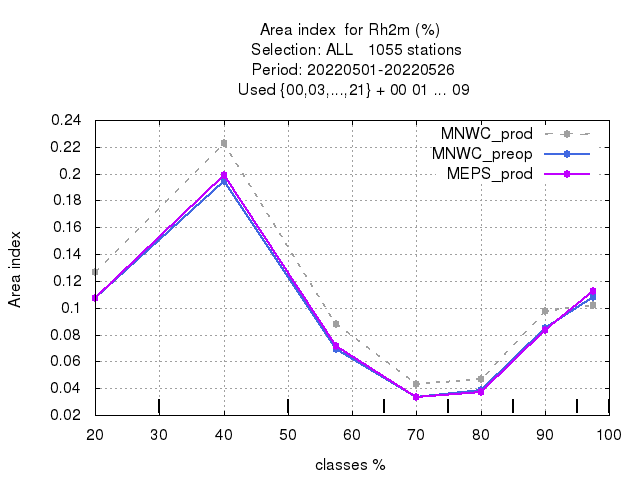 Area index  for Rh2m (%)
Selection: ALL   1055 stations
Period: 20220501-20220526
Used {00,03,...,21} + 00 01 ... 09
MNWC_prod
MNWC_preop
MEPS_prod
0.24
0.22
0.2
0.18
0.16
0.14
0.12
0.1
0.08
0.06
0.04
0.02
Area index
20 30 40 50 60 70 80 90 100
classes %